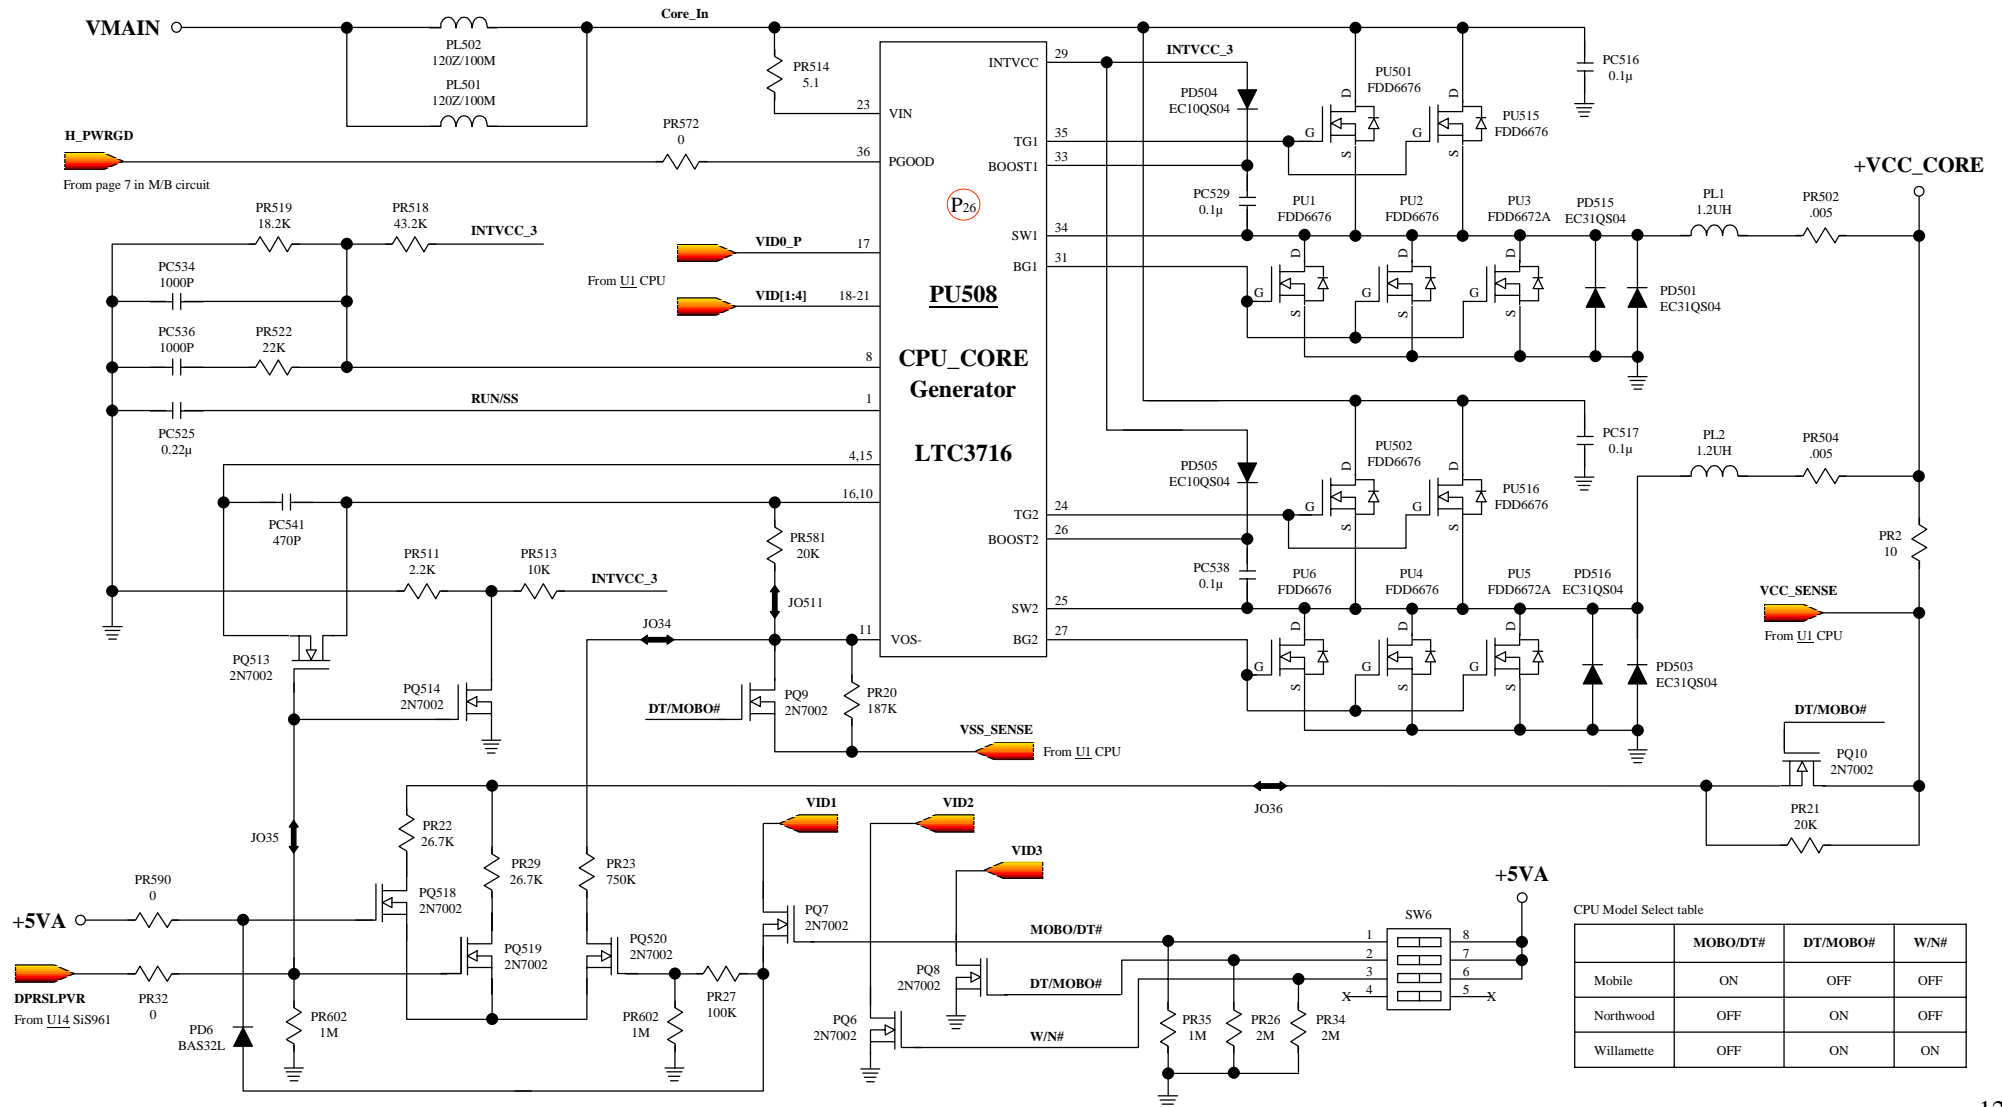 VMAIN
Core_In
PL502
120Z/100M
PL501
120Z/100M
PR514
5.1
H_PWRGD
From page 7 in M/B circuit
PR572
0
23
VIN
36
PGOOD
P26
PR519
18.2K
PR518
43.2K
INTVCC_3
PC534
1000P
PC536
1000P
PR522
22K
VID0_P
17
From U1 CPU
VID[1:4]
18-21
8
RUN/SS
1
PC525
0.22μ
PU508
CPU_CORE
Generator
LTC3716
4,15
16,10
PC541
470P
PR581
20K
PR511
2.2K
PR513
10K
INTVCC_3
JO511
JO34
11
VOS-
PQ513
2N7002
PQ514
2N7002
DT/MOBO#
PQ9
2N7002
PR20
187K
VSS_SENSE
From U1 CPU
INTVCC
29
INTVCC_3
PD504
EC10QS04
TG1
35
BOOST1
33
PC529
0.1μ
SW1
34
BG1
31
PU501
FDD6676
D
G
S
PU515
FDD6676
D
G
S
PC516
0.1μ
PU1
FDD6676
D
G
S
PU2
FDD6676
D
G
S
PU3
FDD6672A
D
G
S
PD515
EC31QS04
PD501
EC31QS04
PL1
1.2UH
PR502
.005
+VCC_CORE
PD505
EC10QS04
PU502
FDD6676
D
G
S
PU516
FDD6676
D
G
S
PC517
0.1μ
PL2
1.2UH
PR504
.005
TG2
24
BOOST2
26
PC538
0.1μ
SW2
25
BG2
27
PU6
FDD6676
D
G
S
PU4
FDD6676
D
G
S
PU5
FDD6672A
D
G
S
PD516
EC31QS04
PD503
EC31QS04
PR2
10
VCC_SENSE
From U1 CPU
DT/MOBO#
PQ10
2N7002
PR21
20K
JO36
JO35
PR22
26.7K
PR29
26.7K
PR23
750K
VID1
VID2
VID3
PR590
0
+5VA
PQ518
2N7002
PQ519
2N7002
PQ520
2N7002
PQ7
2N7002
DPRSLPVR
From U14 SiS961
PR32
0
PD6
BAS32L
PR602
1M
PR602
1M
PR27
100K
PQ8
2N7002
PQ6
2N7002
MOBO/DT#
DT/MOBO#
W/N#
PR35
1M
PR26
2M
PR34
2M
SW6
1
2
3
4
8
7
6
5
X
X
+5VA
CPU Model Select table
MOBO/DT# DT/MOBO# W/N#
Mobile ON OFF OFF
Northwood OFF ON OFF
Willamette OFF ON ON